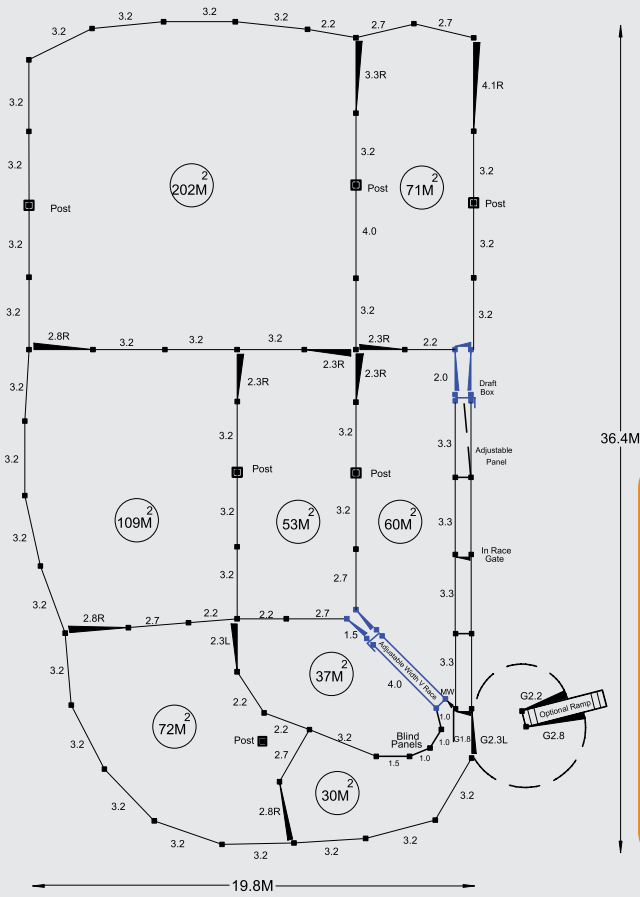 3.2
3.2
3.2
3.2
2.2
2.7
2.7
3.3R
4.1R
3.2
3.2
3.2
3.2
202M²
71M²
Post
Post
Post
4.0
3.2
3.2
3.2
3.2
3.2
2.8R
3.2
3.2
3.2
2.3R
2.3R
2.2
2.3R
2.3R
2.0
Draft
Box
3.2
3.2
3.2
3.3
Adjustable
Panel
36.4M
3.2
Post
Post
109M²
53M²
60M²
3.2
3.2
3.3
In Race
Gate
3.2
2.7
3.3
2.8R
2.7
2.2
2.2
2.7
1.5
2.3L
Adjustable Width V Race
4.0
3.3
37M²
MW
3.2
2.2
1.0
G1.8
G2.3L
G2.2
Optional Ramp
G2.8
72M²
Post
2.2
3.2
Blind
Panels
1.0
2.7
1.5
1.0
3.2
30M²
2.8R
3.2
3.2
3.2
3.2
3.2
3.2
19.8M